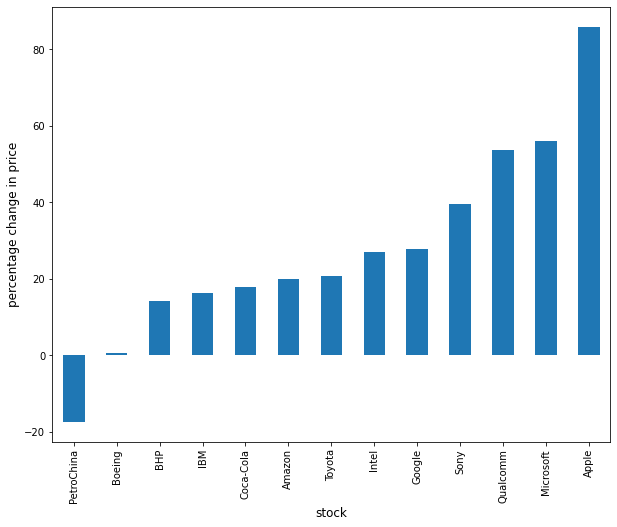 percentage change in price
80
60
40
20
0
−20
PetroChina
Boeing
BHP
IBM
Coca-Cola
Amazon
Toyota
Intel
Google
Sony
Qualcomm
Microsoft
Apple
stock